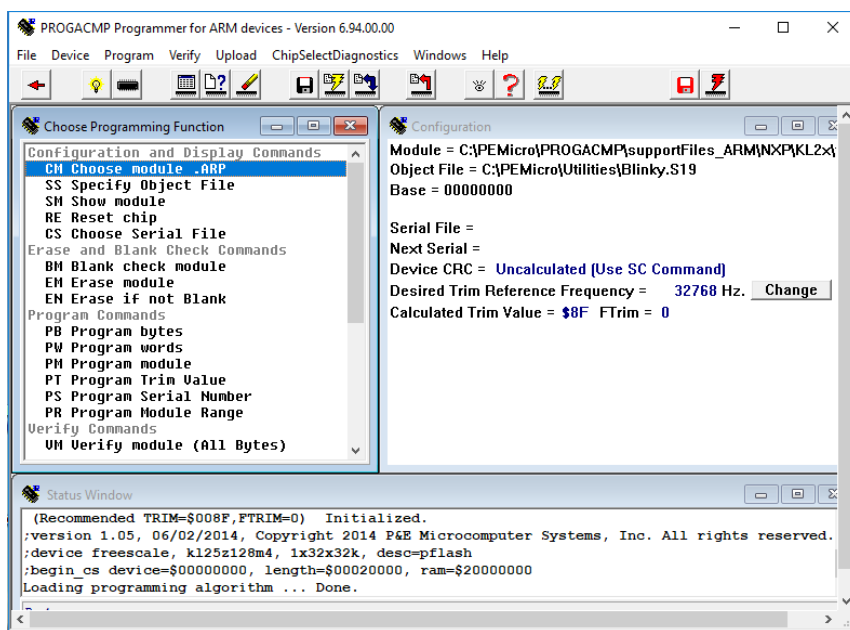 PROGACMP Programmer for ARM devices - Version 6.94.00.00
File Device Program Verify Upload ChipSelectDiagnostics Windows Help
Choose Programming Function
Configuration and Display Commands
CM Choose module .ARP
SS Specify Object File
SM Show module
RE Reset chip
CS Choose Serial File
Erase and Blank Check Commands
BM Blank check module
EM Erase module
EN Erase if not Blank
Program Commands
PB Program bytes
PW Program words
PM Program module
PT Program Trim Value
PS Program Serial Number
PR Program Module Range
Verify Commands
VM Verify module (All Bytes)
Configuration
Module = C:\PEMicro\PROGACMP\supportFiles_ARM\NXP\KL2x\
Object File = C:\PEMicro\Utilities\Blinky.S19
Base = 00000000
Serial File =
Next Serial =
Device CRC = Uncalculated (Use SC Command)
Desired Trim Reference Frequency = 32768 Hz. Change
Calculated Trim Value = $8F FTrim = 0
Status Window
(Recommended TRIM=$008F,FTRIM=0) Initialized.
;version 1.05, 06/02/2014, Copyright 2014 P&E Microcomputer Systems, Inc. All rights reserved.
;device freescale, kl25z128m4, 1x32x32k, desc=pflash
;begin_cs device=$00000000, length=$00020000, ram=$20000000
Loading programming algorithm ... Done.